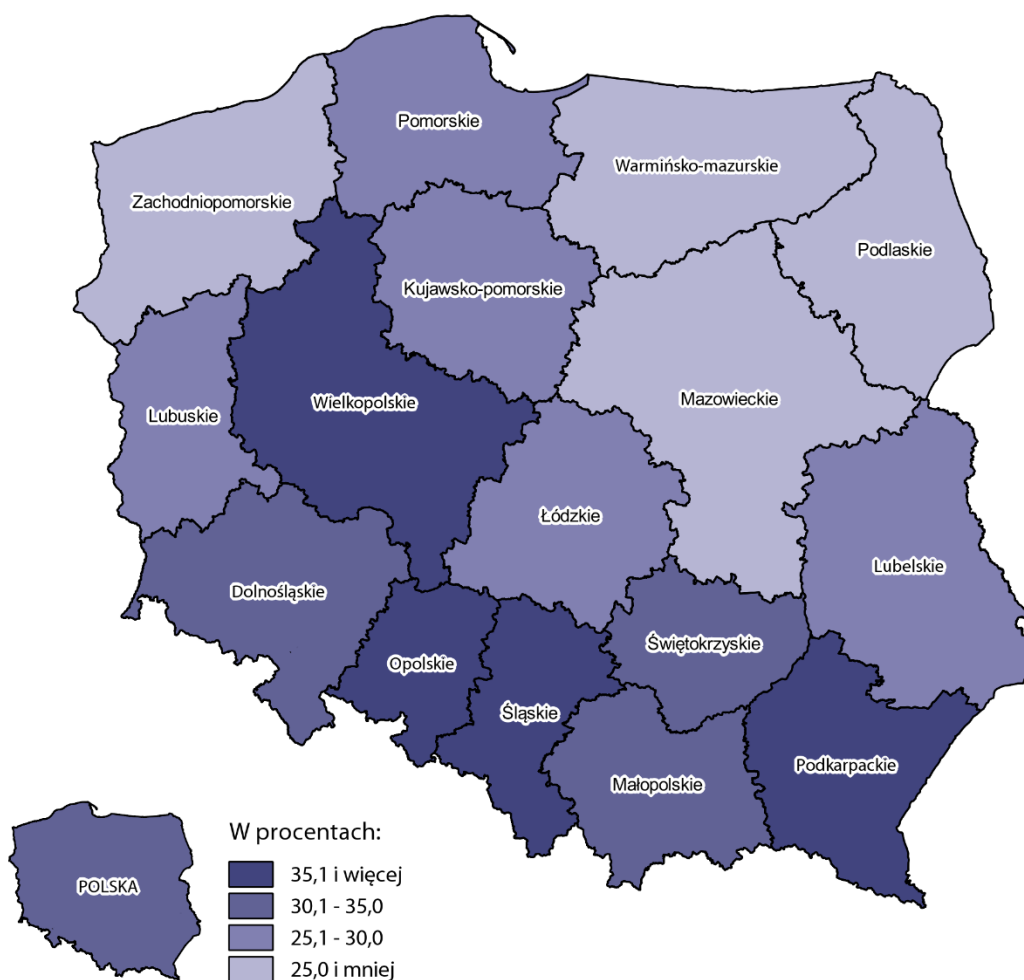 Pomorskie
Warmińsko-mazurskie
Zachodniopomorskie
Podlaskie
Kujawsko-pomorskie
Mazowieckie
Wielkopolskie
Lubuskie
Łódzkie
Lubelskie
Dolnośląskie
Świętokrzyskie
Opolskie
Śląskie
Podkarpackie
Małopolskie
POLSKA
W procentach:
35,1 i więcej
30,1 - 35,0
25,1 - 30,0
25,0 i mniej